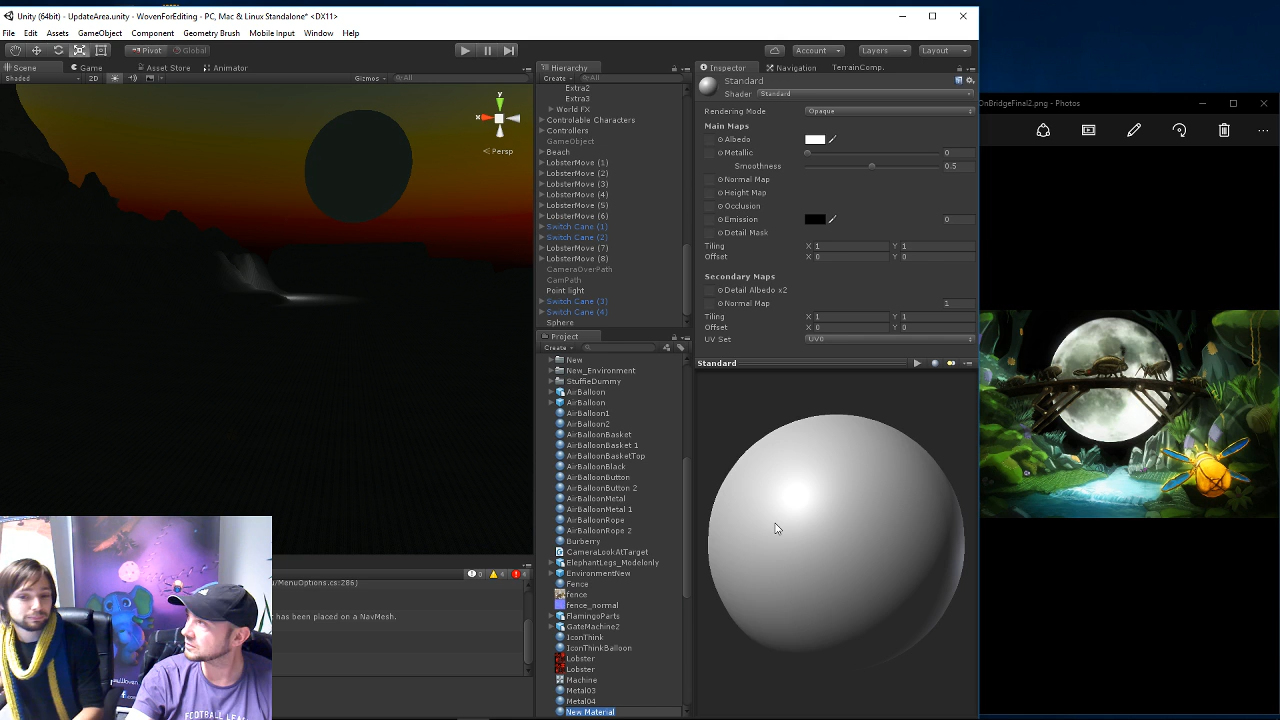 Unity (64bit) - UpdateArea.unity - WovenForEditing - PC, Mac & Linux Standalone* <DX11>
File Edit Assets GameObject Component Geometry Brush Mobile Input Window Help
Pivot Global Account Layers Layout
Scene Game Asset Store Animator
Shaded 2D Gizmos All
y
x
Persp
Hierarchy
Create All
Extra2
Extra3
World FX
Controlable Characters
Controllers
GameObject
Beach
LobsterMove (1)
LobsterMove (2)
LobsterMove (3)
LobsterMove (4)
LobsterMove (5)
LobsterMove (6)
Switch Cane (1)
Switch Cane (2)
LobsterMove (7)
LobsterMove (8)
CameraOverPath
CamPath
Point light
Switch Cane (3)
Switch Cane (4)
Sphere
Project
Create
New
New_Environment
StuffieDummy
AirBalloon
AirBalloon
AirBalloon1
AirBalloon2
AirBalloonBasket
AirBalloonBasket 1
AirBalloonBasketTop
AirBalloonBlack
AirBalloonButton
AirBalloonButton 2
AirBalloonMetal
AirBalloonMetal 1
AirBalloonRope
AirBalloonRope 2
Burberry
CameraLookAtTarget
ElephantLegs_Modelonly
EnvironmentNew
Fence
fence
fence_normal
FlamingoParts
GateMachine2
IconThink
IconThinkBalloon
Lobster
Lobster
Machine
Metal03
Metal04
New Material
Inspector Navigation TerrainComp.
Standard
Shader Standard
Rendering Mode Opaque
Main Maps
Albedo
Metallic 0
Smoothness 0.5
Normal Map
Height Map
Occlusion
Emission 0
Detail Mask
Tiling X 1 Y 1
Offset X 0 Y 0
Secondary Maps
Detail Albedo x2
Normal Map 1
Tiling X 1 Y 1
Offset X 0 Y 0
UV Set UV0
Standard
OnBridgeFinal2.png - Photos
/MenuOptions.cs:286)
has been placed on a NavMesh.
FOOTBALL